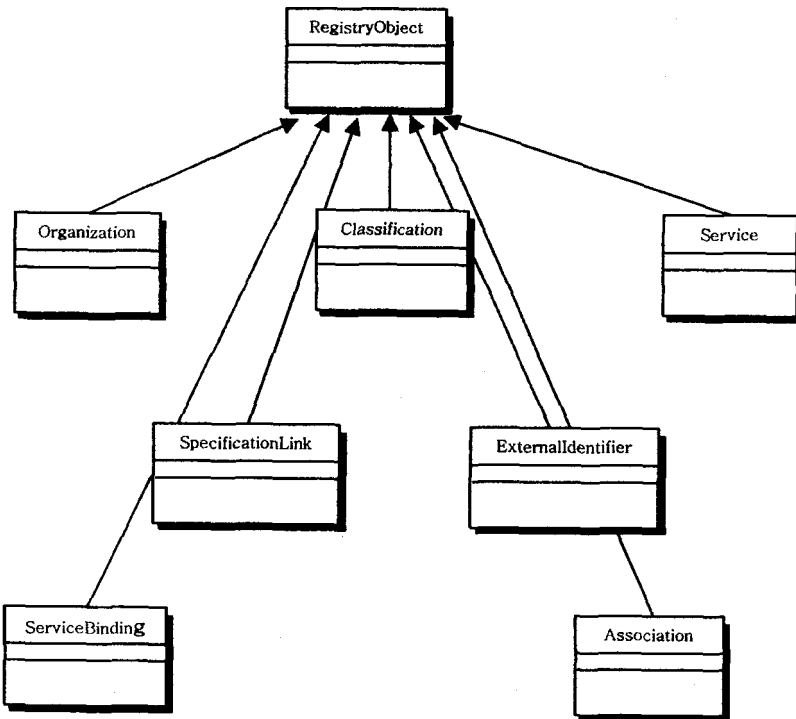 RegistryObject
Organization
Classification
Service
SpecificationLink
ExternalIdentifier
ServiceBinding
Association